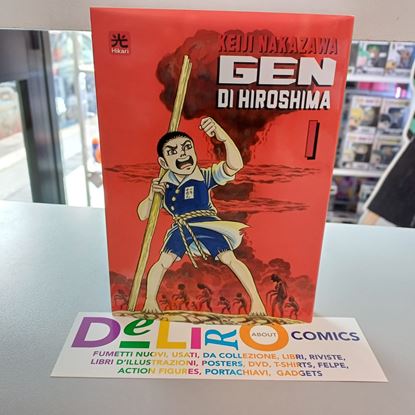 光
Hikari
KEIJI NAKAZAWA
GEN
DI HIROSHIMA
1
DeLiRiO ABOUT COMICS
FUMETTI NUOVI, USATI, DA COLLEZIONE, LIBRI, RIVISTE,
LIBRI D'ILLUSTRAZIONI, POSTERS, DVD, T-SHIRTS, FELPE,
ACTION FIGURES, PORTACHIAVI, GADGETS